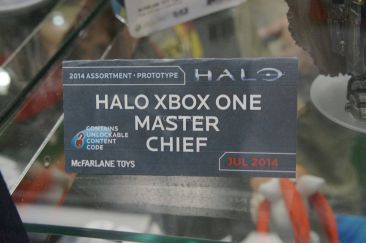 2014 ASSORTMENT • PROTOTYPE
HALO
HALO XBOX ONE
MASTER
CHIEF
CONTAINS
UNLOCKABLE
CONTENT
CODE
McFARLANE TOYS
JUL 2014